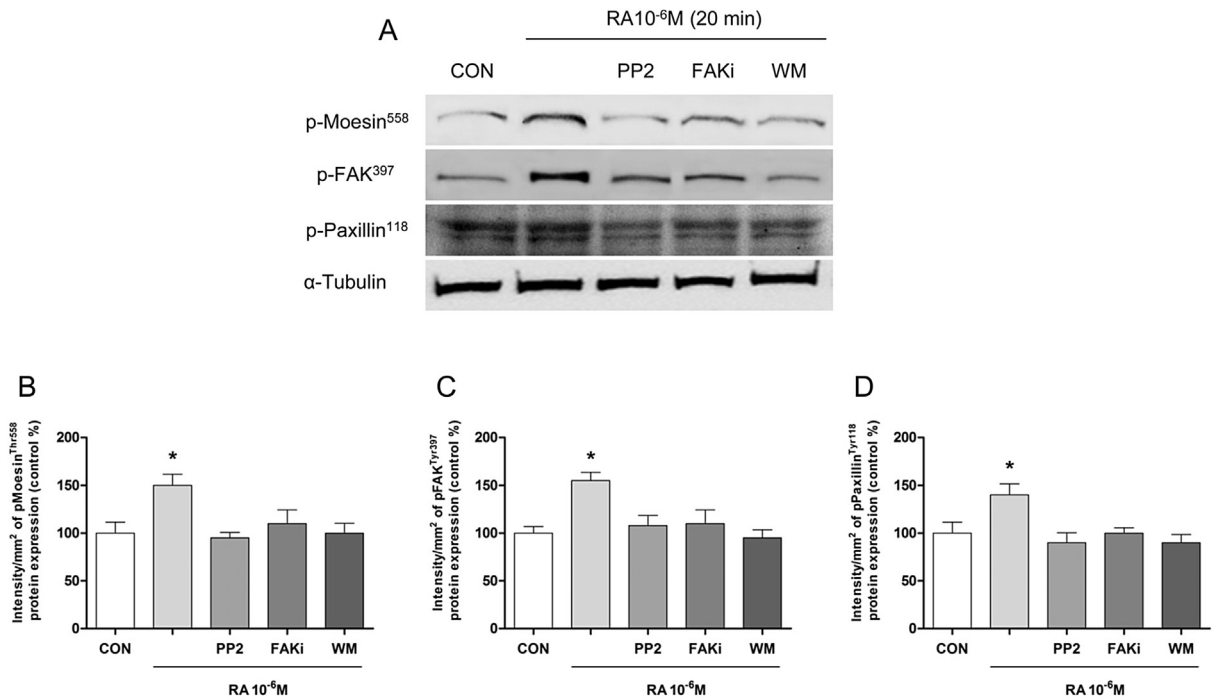 A
RA10⁻⁶M (20 min)
CON PP2 FAKi WM
p-Moesin⁵⁵⁸
p-FAK³⁹⁷
p-Paxillin¹¹⁸
α-Tubulin
B
Intensity/mm² of pMoesinᵀʰʳ⁵⁵⁸
protein expression (control %)
200
150
100
50
0
*
CON PP2 FAKi WM
RA 10⁻⁶M
C
Intensity/mm² of pFAKᵀʸʳ³⁹⁷
protein expression (control %)
200
150
100
50
0
*
CON PP2 FAKi WM
RA 10⁻⁶M
D
Intensity/mm² of pPaxillinᵀʸʳ¹¹⁸
protein expression (control %)
200
150
100
50
0
*
CON PP2 FAKi WM
RA 10⁻⁶M